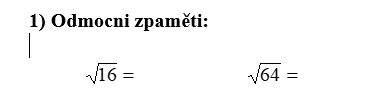 1) Odmocni zpaměti:
√16 = √64 =